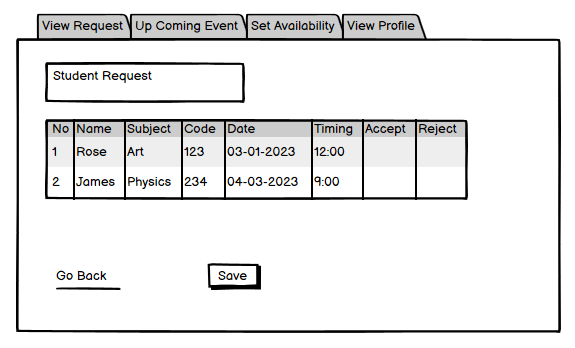 View Request Up Coming Event Set Availability View Profile
Student Request
No Name Subject Code Date Timing Accept Reject
1 Rose Art 123 03-01-2023 12:00
2 James Physics 234 04-03-2023 9:00
Go Back Save